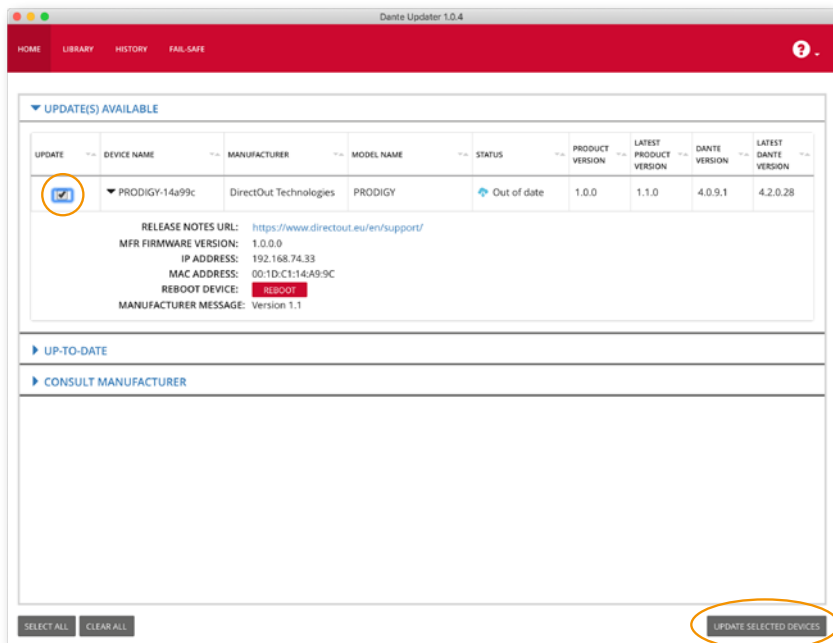 Dante Updater 1.0.4
HOME LIBRARY HISTORY FAIL-SAFE ?
UPDATE(S) AVAILABLE
UPDATE DEVICE NAME MANUFACTURER MODEL NAME STATUS PRODUCT VERSION LATEST PRODUCT VERSION DANTE VERSION LATEST DANTE VERSION
PRODIGY-14a99c DirectOut Technologies PRODIGY Out of date 1.0.0 1.1.0 4.0.9.1 4.2.0.28
RELEASE NOTES URL: https://www.directout.eu/en/support/
MFR FIRMWARE VERSION: 1.0.0.0
IP ADDRESS: 192.168.74.33
MAC ADDRESS: 00:1D:C1:14:A9:9C
REBOOT DEVICE: REBOOT
MANUFACTURER MESSAGE: Version 1.1
UP-TO-DATE
CONSULT MANUFACTURER
SELECT ALL CLEAR ALL UPDATE SELECTED DEVICES